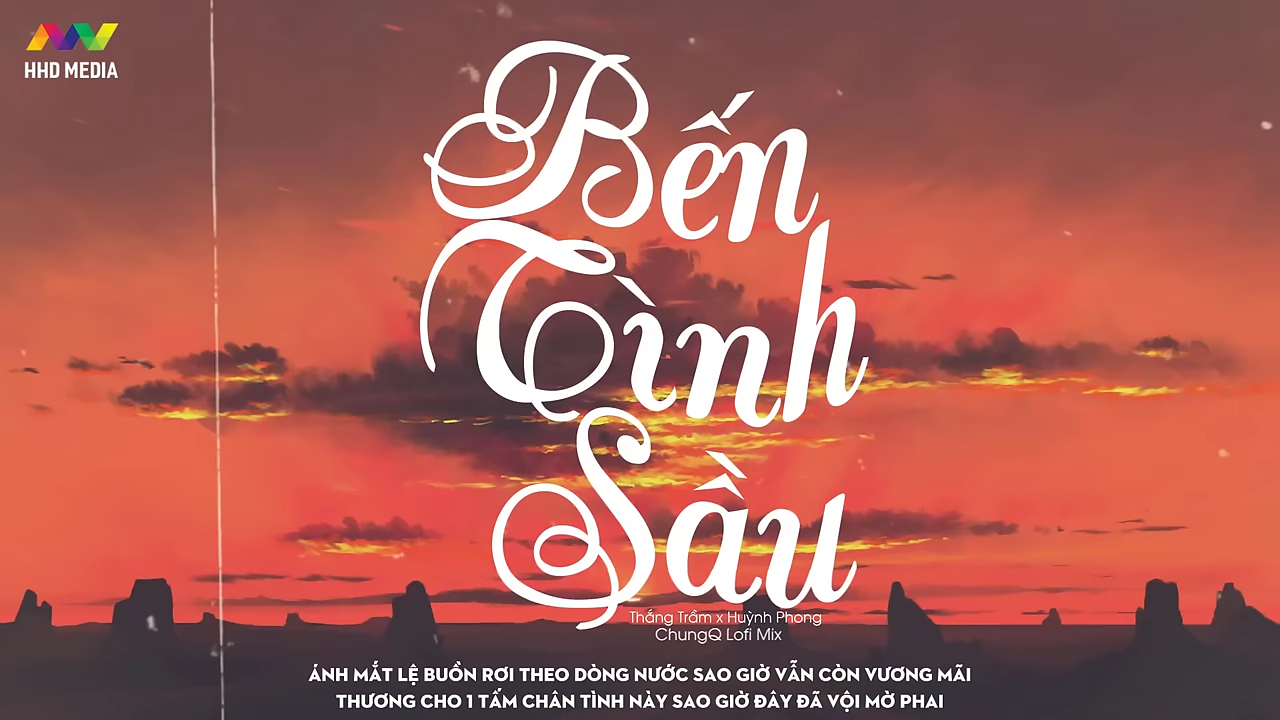 HHD MEDIA
Bến
Tình
Sầu
Thắng Trầm x Huỳnh Phong
ChungQ Lofi Mix
ÁNH MẮT LỆ BUỒN RƠI THEO DÒNG NƯỚC SAO GIỜ VẪN CÒN VƯƠNG MÃI
THƯƠNG CHO 1 TẤM CHÂN TÌNH NÀY SAO GIỜ ĐÂY ĐÃ VỘI MỜ PHAI